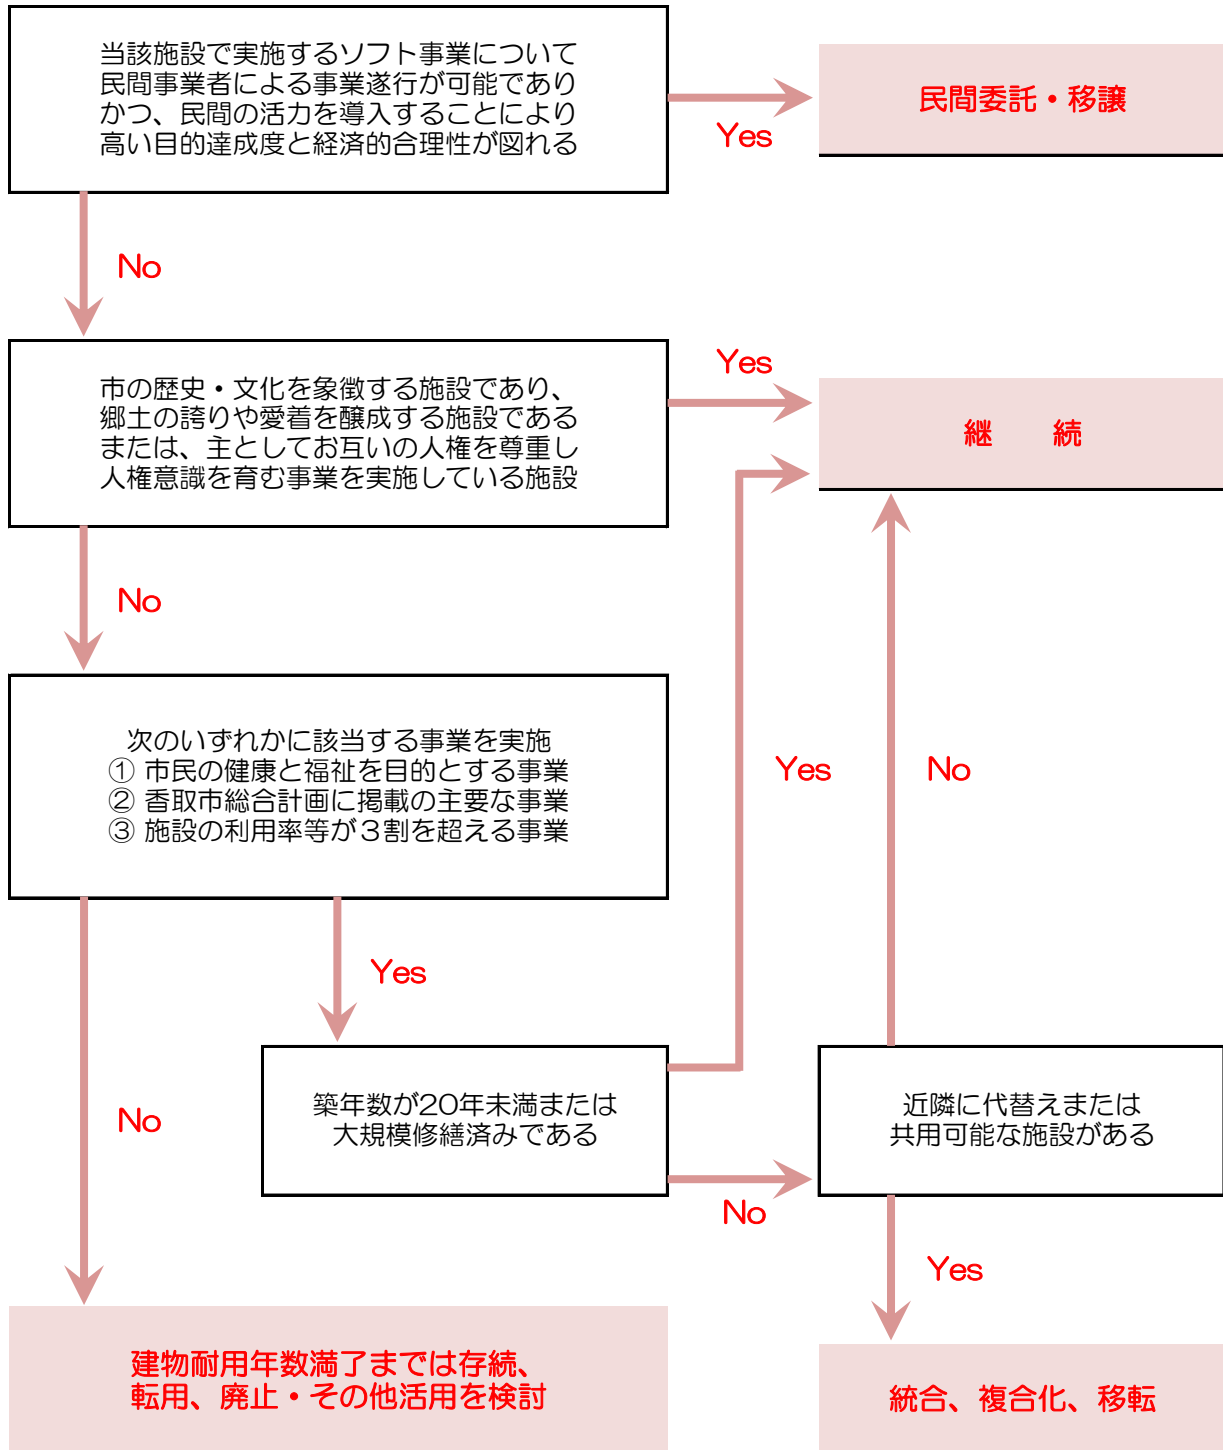 当該施設で実施するソフト事業について
民間事業者による事業遂行が可能であり
かつ、民間の活力を導入することにより
高い目的達成度と経済的合理性が図れる
Yes
民間委託・移譲
No
市の歴史・文化を象徴する施設であり、
郷土の誇りや愛着を醸成する施設である
または、主としてお互いの人権を尊重し
人権意識を育む事業を実施している施設
Yes
継　　続
No
次のいずれかに該当する事業を実施
① 市民の健康と福祉を目的とする事業
② 香取市総合計画に掲載の主要な事業
③ 施設の利用率等が３割を超える事業
Yes
No
Yes
No
築年数が20年未満または
大規模修繕済みである
近隣に代替えまたは
共用可能な施設がある
No
Yes
建物耐用年数満了までは存続、
転用、廃止・その他活用を検討
統合、複合化、移転